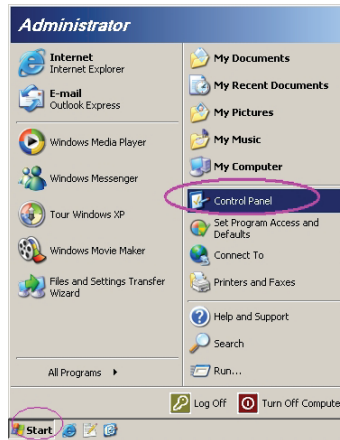 Administrator
Internet
Internet Explorer
E-mail
Outlook Express
Windows Media Player
Windows Messenger
Tour Windows XP
Windows Movie Maker
Files and Settings Transfer
Wizard
All Programs
My Documents
My Recent Documents
My Pictures
My Music
My Computer
Control Panel
Set Program Access and
Defaults
Connect To
Printers and Faxes
Help and Support
Search
Run...
Log Off
Turn Off Compute
Start